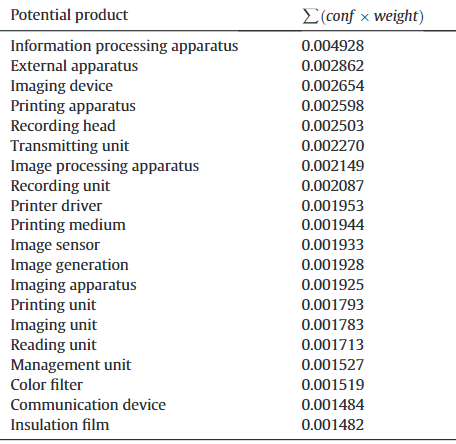 Potential product ∑(conf × weight)
Information processing apparatus 0.004928
External apparatus 0.002862
Imaging device 0.002654
Printing apparatus 0.002598
Recording head 0.002503
Transmitting unit 0.002270
Image processing apparatus 0.002149
Recording unit 0.002087
Printer driver 0.001953
Printing medium 0.001944
Image sensor 0.001933
Image generation 0.001928
Imaging apparatus 0.001925
Printing unit 0.001793
Imaging unit 0.001783
Reading unit 0.001713
Management unit 0.001527
Color filter 0.001519
Communication device 0.001484
Insulation film 0.001482